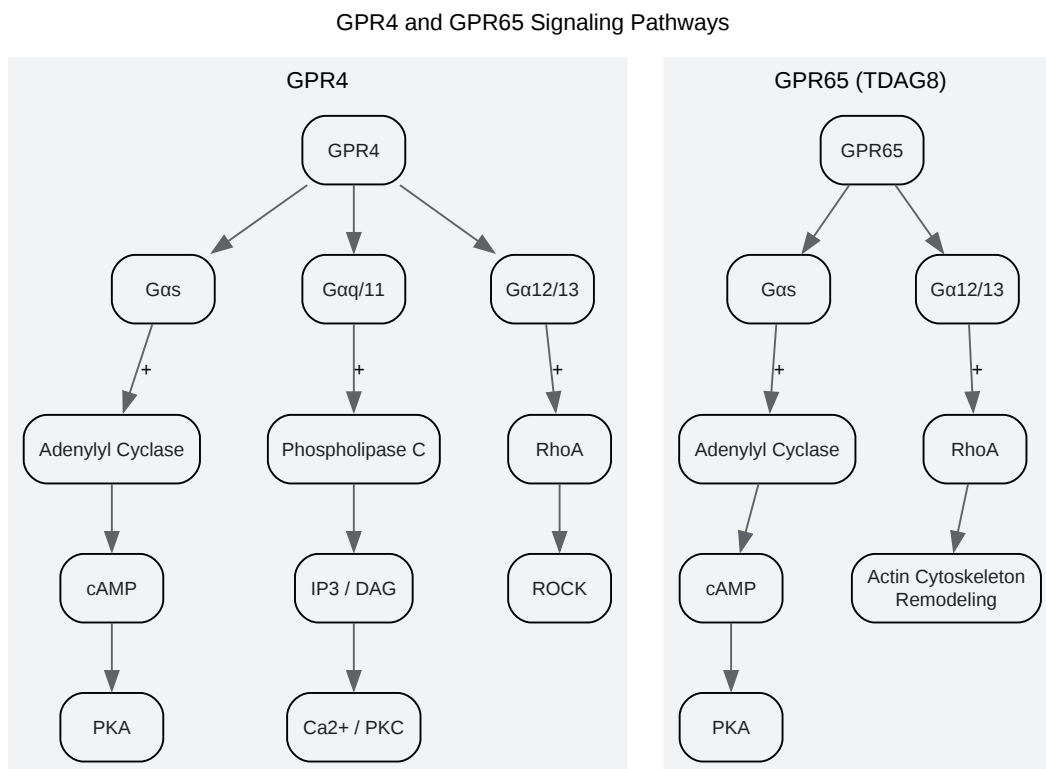 GPR4 and GPR65 Signaling Pathways
GPR4
GPR4
Gαs
Gαq/11
Gα12/13
+
+
+
Adenylyl Cyclase
Phospholipase C
RhoA
cAMP
IP3 / DAG
ROCK
PKA
Ca2+ / PKC
GPR65 (TDAG8)
GPR65
Gαs
Gα12/13
+
+
Adenylyl Cyclase
RhoA
cAMP
Actin Cytoskeleton
Remodeling
PKA